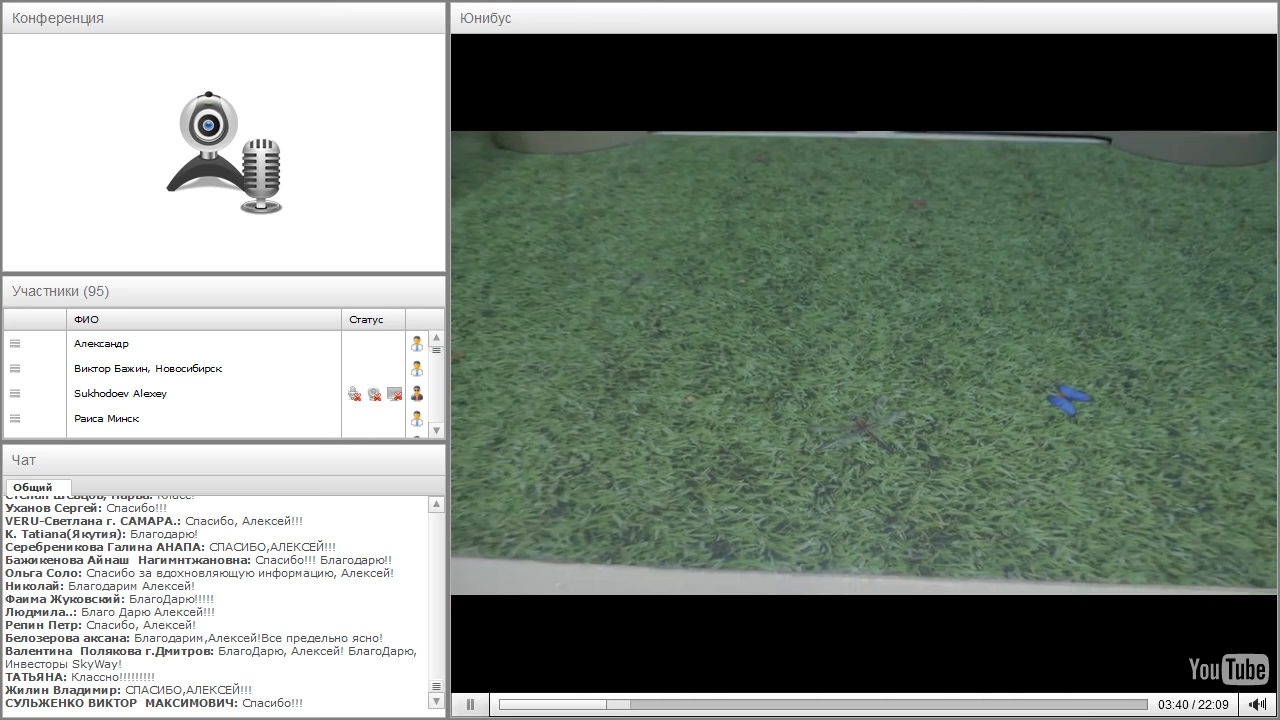 Конференция
Юнибус
Участники (95)
ФИО Статус
Александр
Виктор Бажин, Новосибирск
Sukhodoev Alexey
Раиса Минск
Чат
Общий
Степан Шевцов, Нарва: Класс!
Уханов Сергей: Спасибо!!!
VERU-Светлана г. САМАРА.: Спасибо, Алексей!!!
K. Tatiana(Якутия): Благодарю!
Серебреникова Галина АНАПА: СПАСИБО,АЛЕКСЕЙ!!!
Бажикенова Айнаш Нагимнтжановна: Спасибо!!! Благодарю!!
Ольга Соло: Спасибо за вдохновляющую информацию, Алексей!
Николай: Благодарим Алексей!
Фаима Жуковский: БлагоДарю!!!!!
Людмила..: Благо Дарю Алексей!!!
Репин Петр: Спасибо, Алексей!
Белозерова аксана: Благодарим,Алексей!Все предельно ясно!
Валентина Полякова г.Дмитров: БлагоДарю, Алексей! БлагоДарю,
Инвесторы SkyWay!
ТАТЬЯНА: Классно!!!!!!!!!
Жилин Владимир: СПАСИБО,АЛЕКСЕЙ!!!
СУЛЬЖЕНКО ВИКТОР МАКСИМОВИЧ: Спасибо!!!
YouTube
03:40 / 22:09